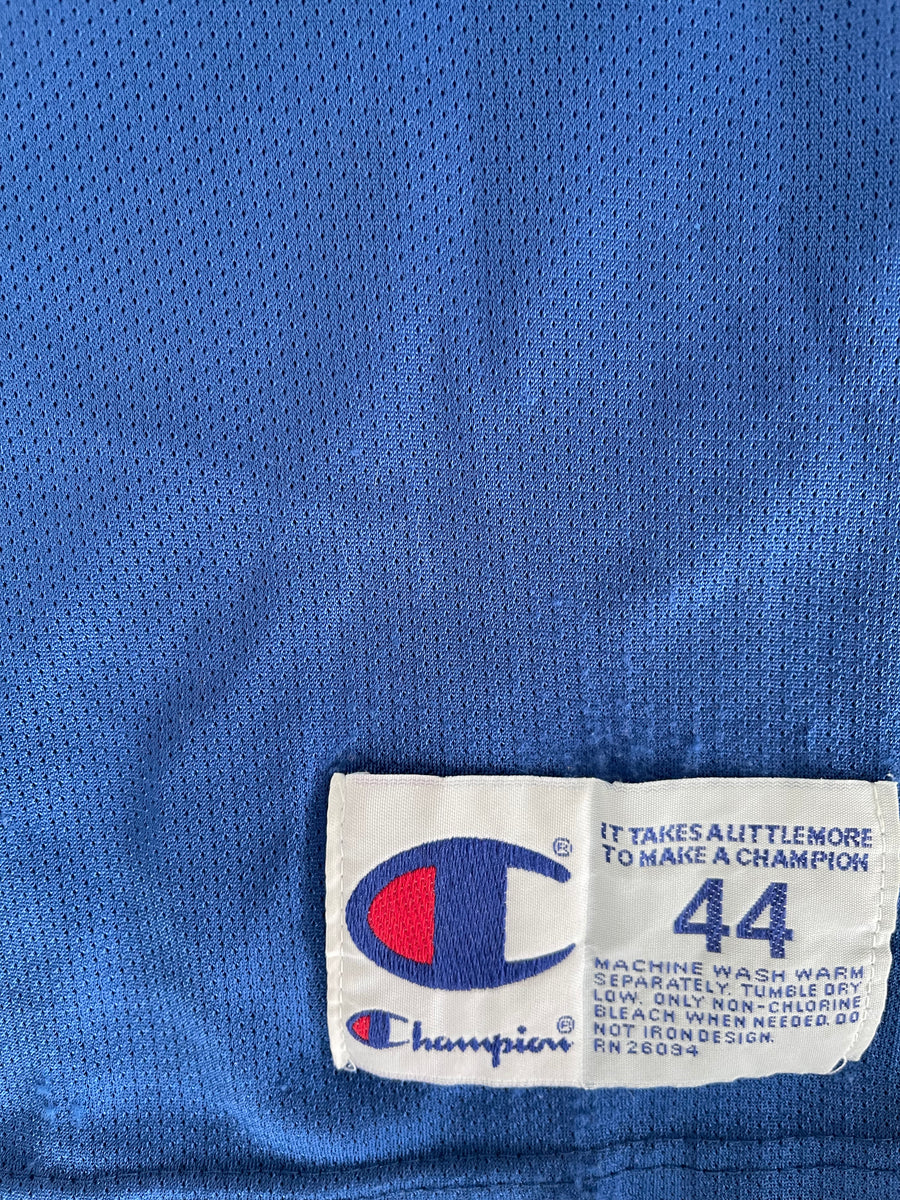 IT TAKES A LITTLE MORE
TO MAKE A CHAMPION
44
MACHINE WASH WARM
SEPARATELY. TUMBLE DRY
LOW. ONLY NON-CHLORINE
BLEACH WHEN NEEDED. DO
NOT IRON DESIGN.
RN 26094
®
Champion®